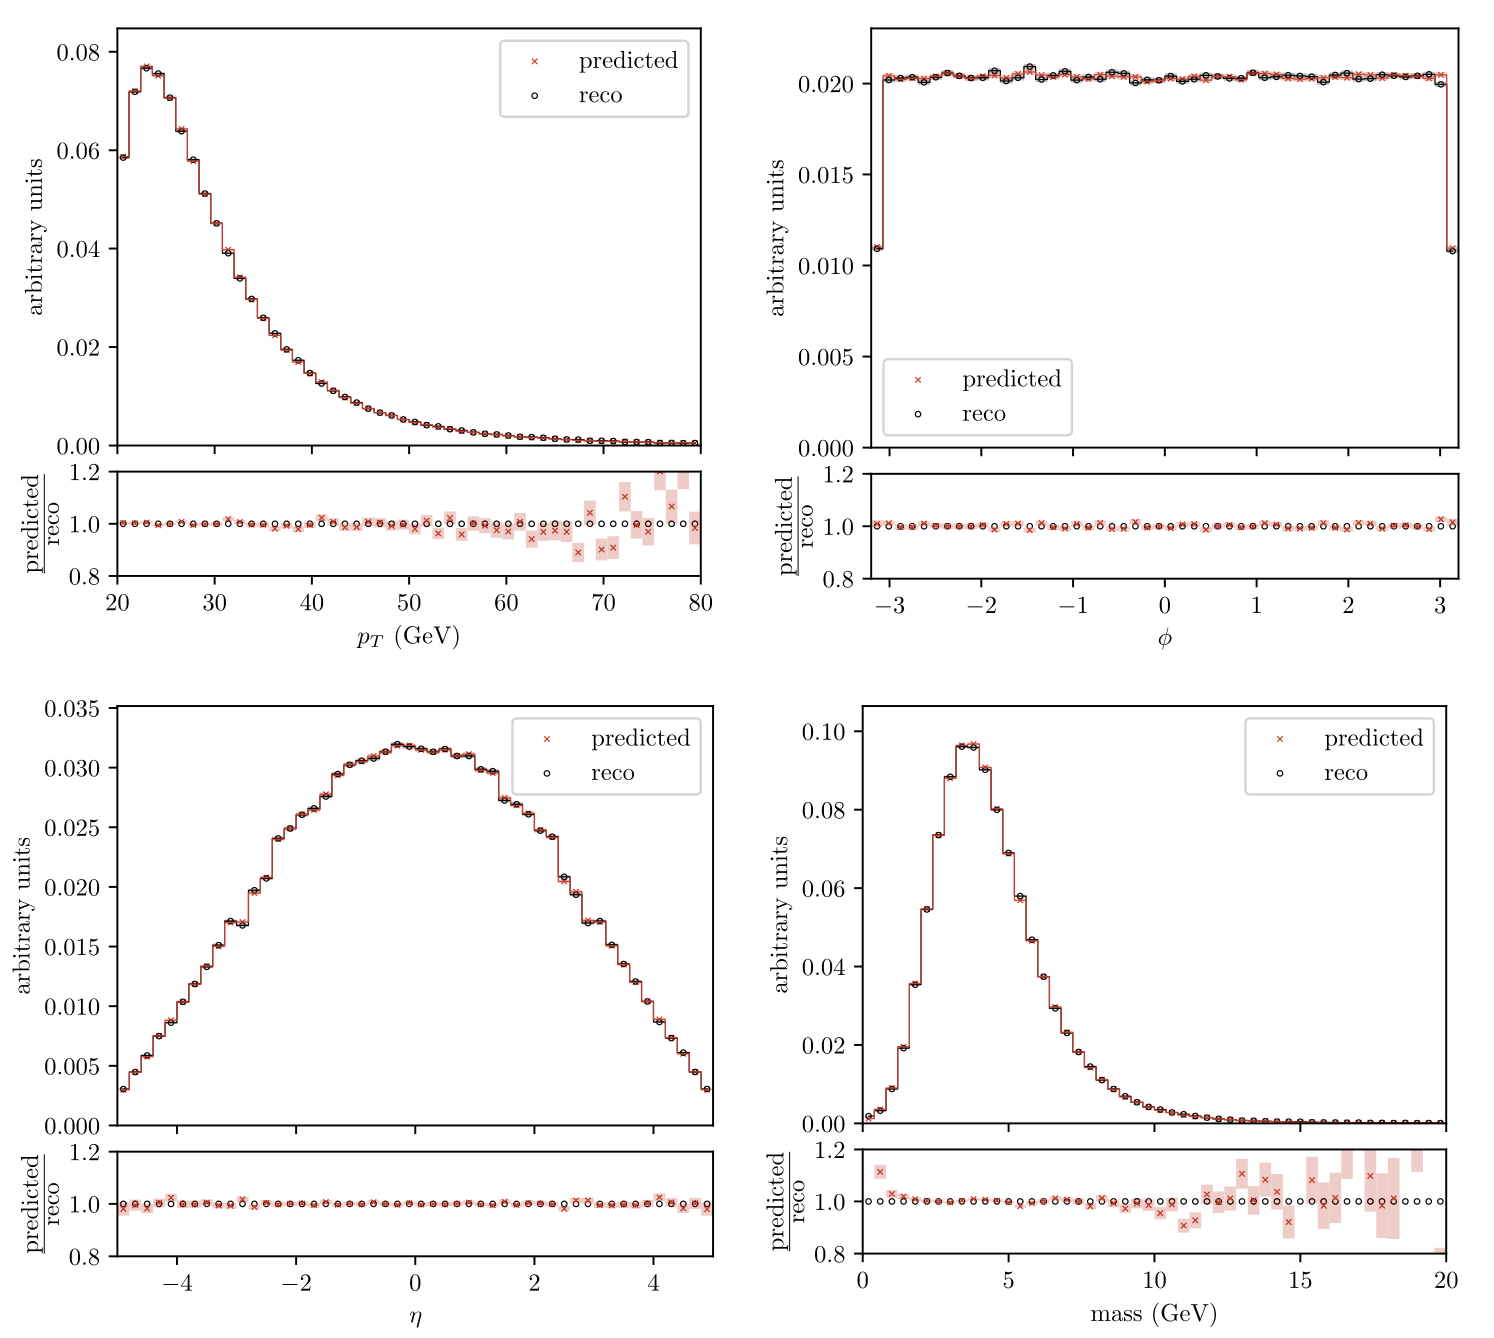 0.08
0.06
0.04
0.02
0.00
arbitrary units
predicted
reco
1.2
1.0
0.8
predicted
reco
20 30 40 50 60 70 80
p_T (GeV)
0.020
0.015
0.010
0.005
0.000
arbitrary units
predicted
reco
1.2
1.0
0.8
predicted
reco
−3 −2 −1 0 1 2 3
ϕ
0.035
0.030
0.025
0.020
0.015
0.010
0.005
0.000
arbitrary units
predicted
reco
1.2
1.0
0.8
predicted
reco
−4 −2 0 2 4
η
0.10
0.08
0.06
0.04
0.02
0.00
arbitrary units
predicted
reco
1.2
1.0
0.8
predicted
reco
0 5 10 15 20
mass (GeV)